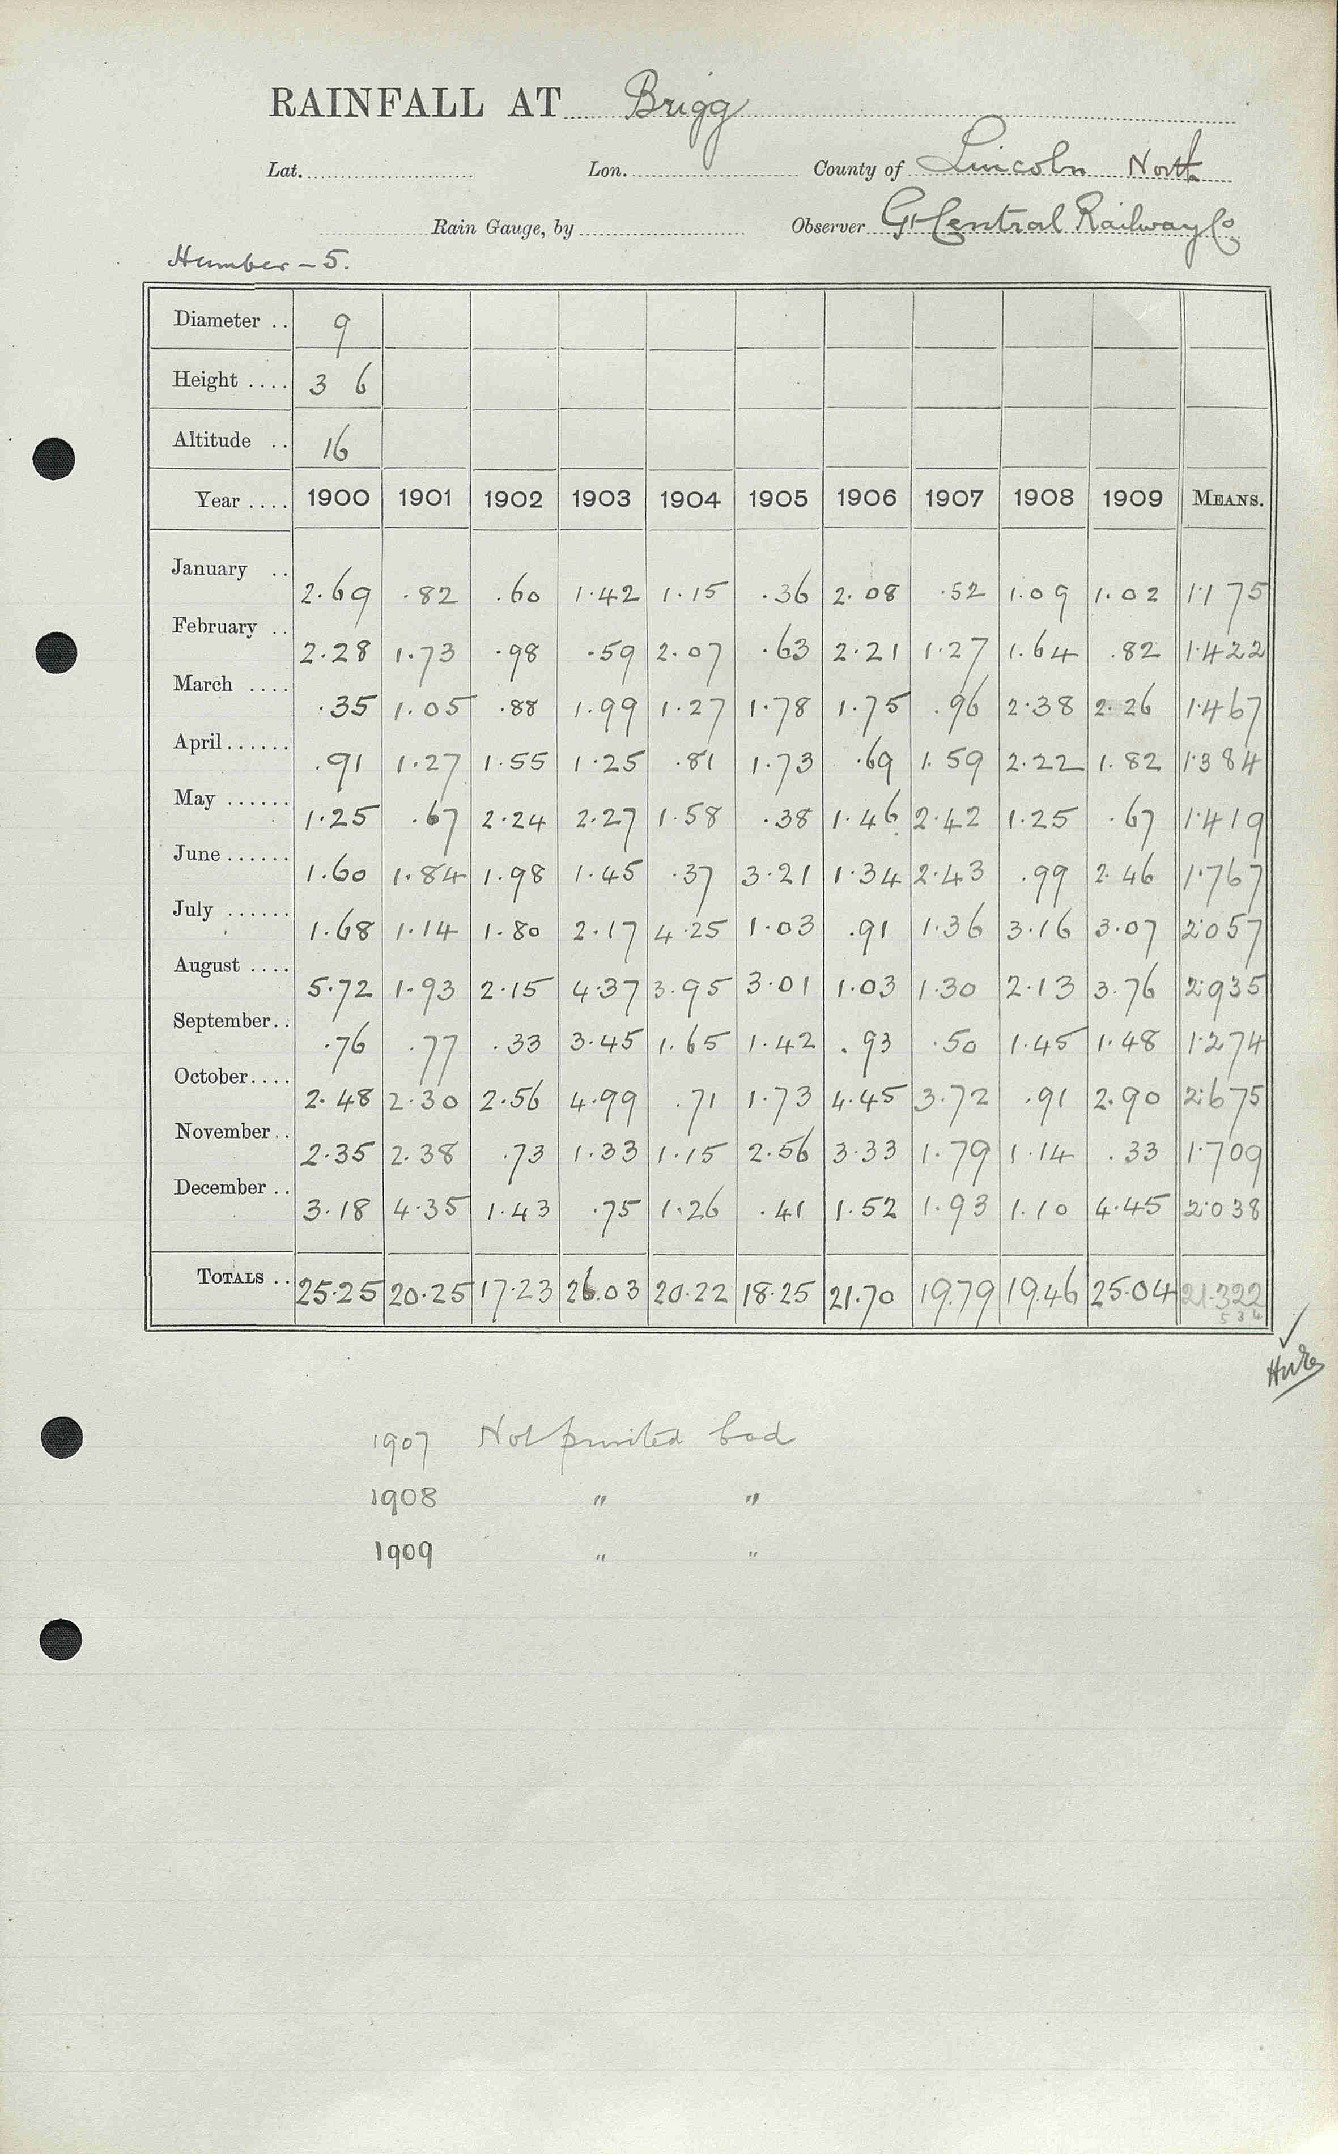 RAINFALL AT Brigg
Lat. Lon. County of Lincoln North
Rain Gauge, by Observer Gt Central Railway Co
Humber - 5.
Diameter .. 9
Height .... 3 6
Altitude .. 16
Year .... 1900 1901 1902 1903 1904 1905 1906 1907 1908 1909 MEANS.
January .. 2.69 .82 .60 1.42 1.15 .36 2.08 .52 1.09 1.02 1.175
February .. 2.28 1.73 .98 .59 2.07 .63 2.21 1.27 1.64 .82 1.422
March .... .35 1.05 .88 1.99 1.27 1.78 1.75 .96 2.38 2.26 1.467
April...... .91 1.27 1.55 1.25 .81 1.73 .69 1.59 2.22 1.82 1.384
May ...... 1.25 .67 2.24 2.27 1.58 .38 1.46 2.42 1.25 .67 1.419
June ...... 1.60 1.84 1.98 1.45 .37 3.21 1.34 2.43 .99 2.46 1.767
July ...... 1.68 1.14 1.80 2.17 4.25 1.03 .91 1.36 3.16 3.07 2.057
August .... 5.72 1.93 2.15 4.37 3.95 3.01 1.03 1.30 2.13 3.76 2.935
September.. .76 .77 .33 3.45 1.65 1.42 .93 .50 1.45 1.48 1.274
October.... 2.48 2.30 2.56 4.99 .71 1.73 4.45 3.72 .91 2.90 2.675
November.. 2.35 2.38 .73 1.33 1.15 2.56 3.33 1.79 1.14 .33 1.709
December .. 3.18 4.35 1.43 .75 1.26 .41 1.52 1.93 1.10 4.45 2.038
TOTALS .. 25.25 20.25 17.23 26.03 20.22 18.25 21.70 19.79 19.46 25.04 21.322
534
1907 Not printed bad
1908 " "
1909 " "